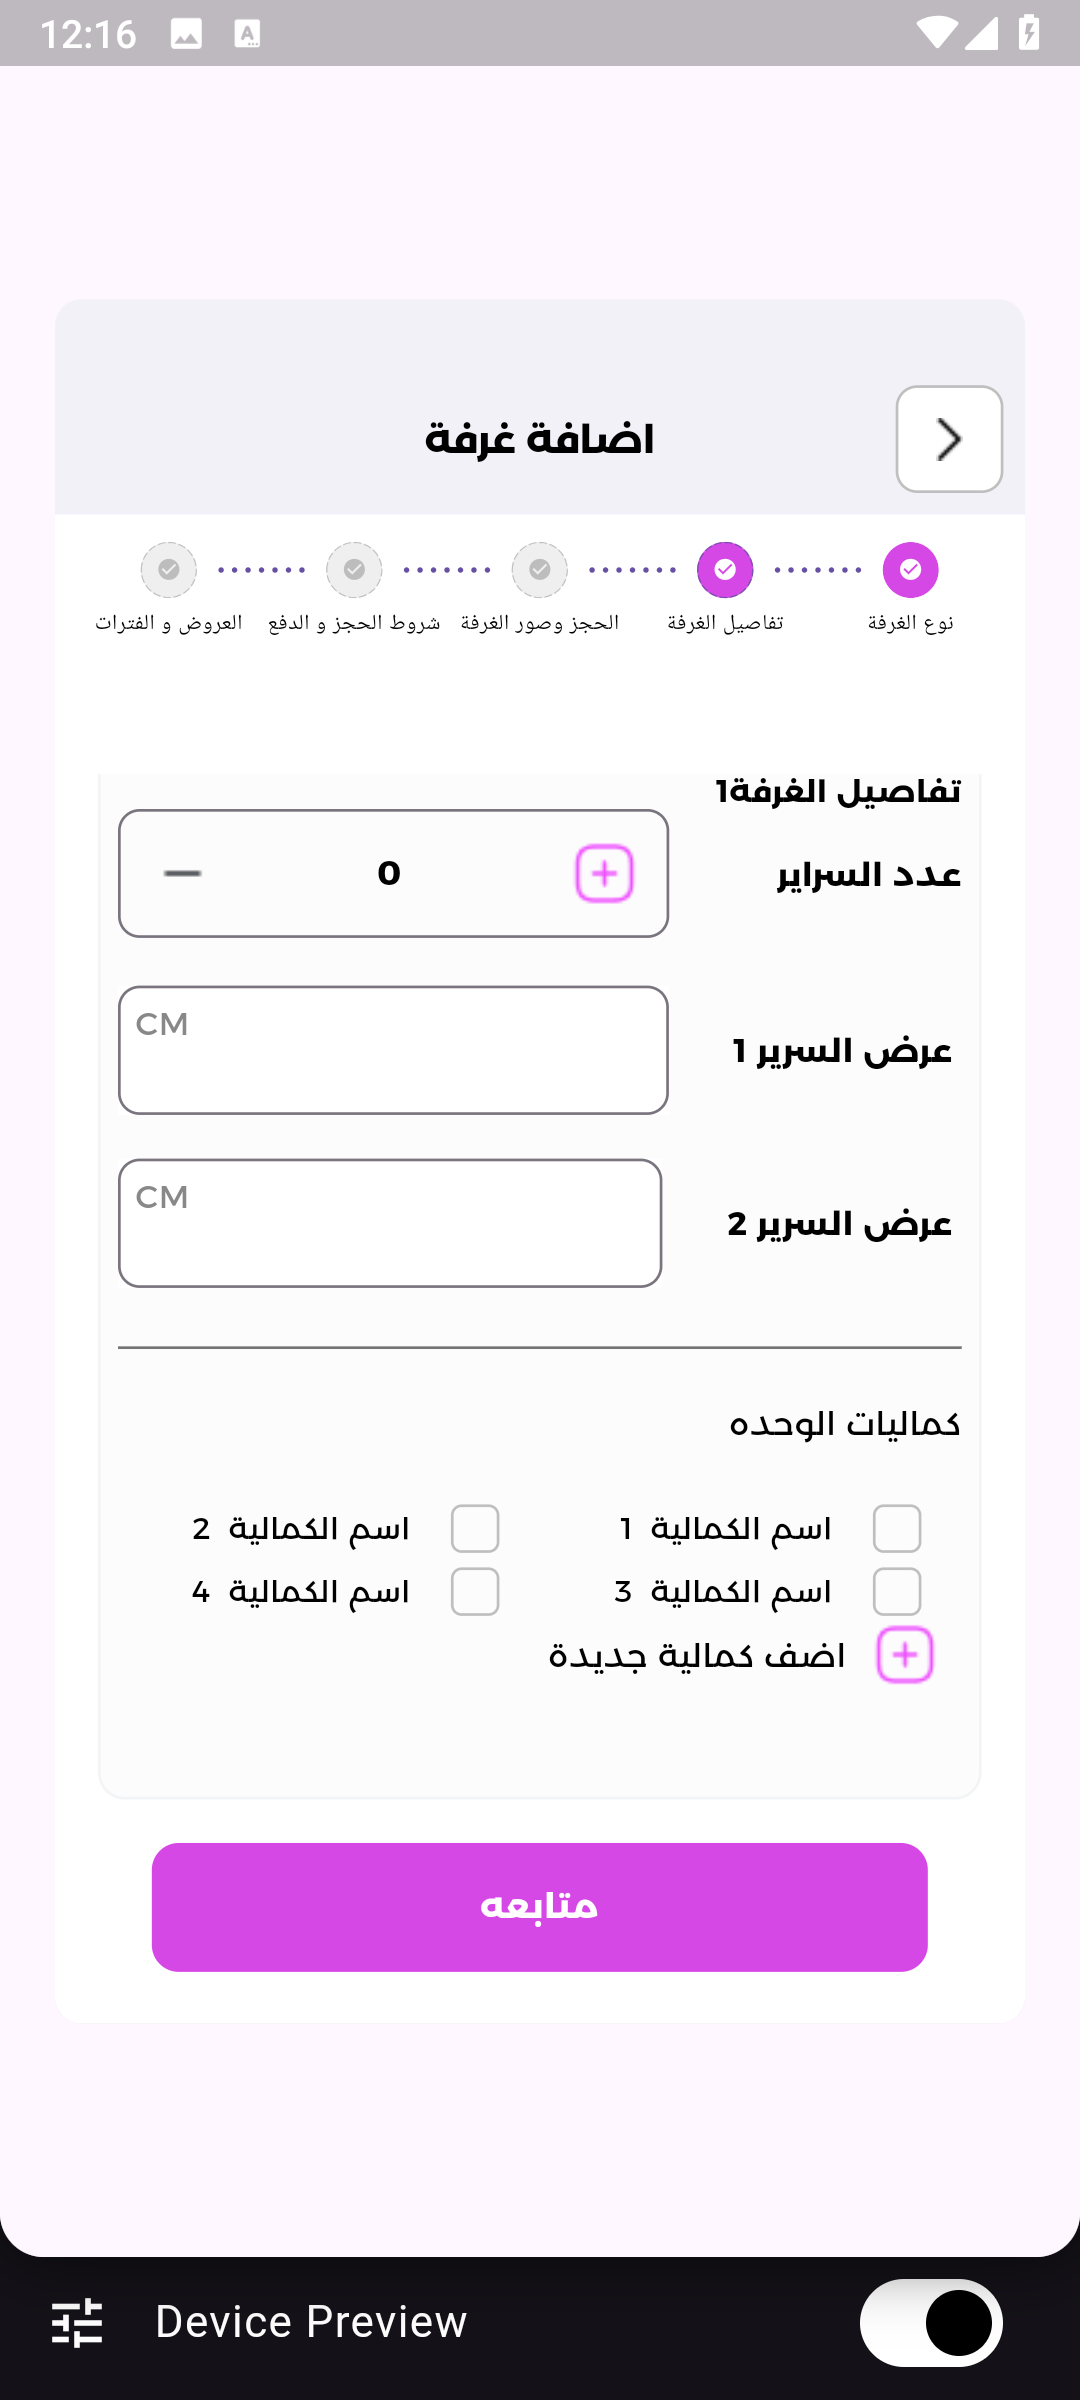 12:16
اضافة غرفة
نوع الغرفة
تفاصيل الغرفة
الحجز وصور الغرفة
شروط الحجز و الدفع
العروض و الفترات
تفاصيل الغرفة1
عدد السراير
0
عرض السرير 1
CM
عرض السرير 2
CM
كماليات الوحده
اسم الكمالية 1
اسم الكمالية 2
اسم الكمالية 3
اسم الكمالية 4
اضف كمالية جديدة
متابعه
Device Preview